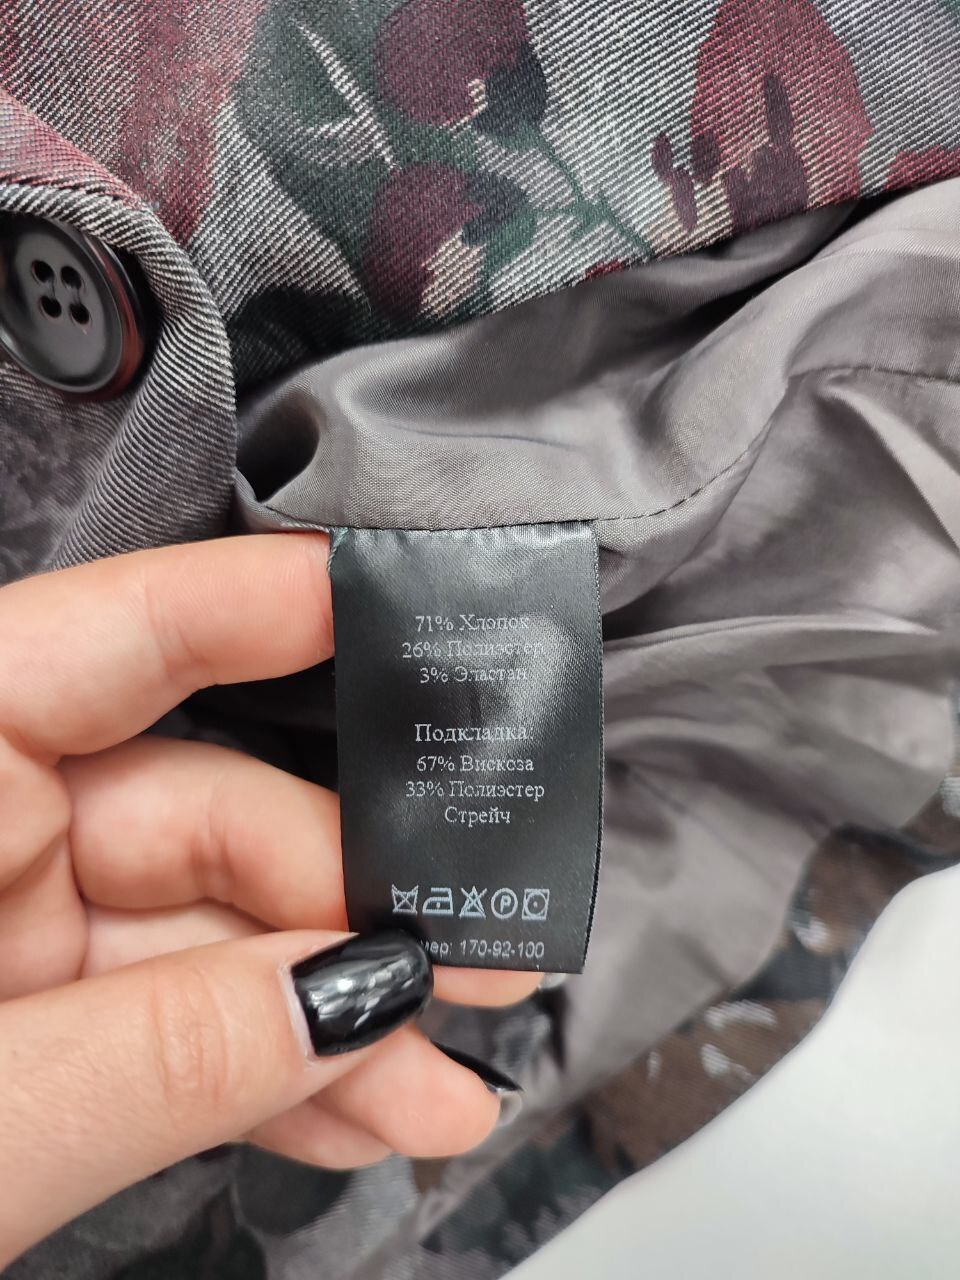 71% Хлопок
26% Полиэстер
3% Эластан
Подкладка:
67% Вискоза
33% Полиэстер
Стрейч
P
170-92-100